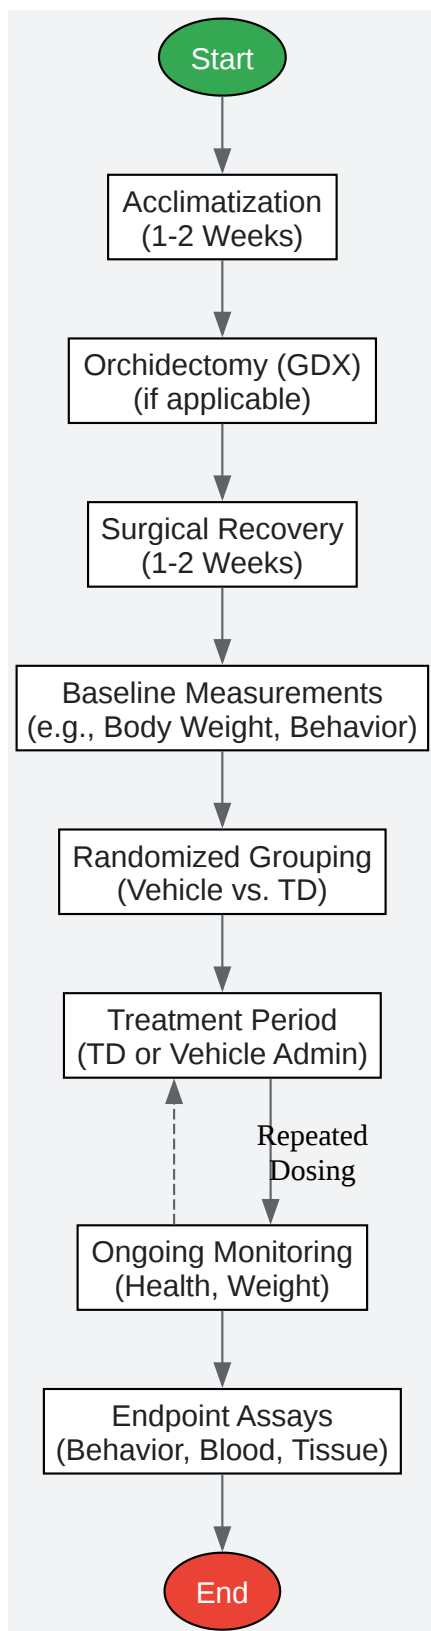 Start
Acclimatization
(1-2 Weeks)
Orchidectomy (GDX)
(if applicable)
Surgical Recovery
(1-2 Weeks)
Baseline Measurements
(e.g., Body Weight, Behavior)
Randomized Grouping
(Vehicle vs. TD)
Treatment Period
(TD or Vehicle Admin)
Repeated
Dosing
Ongoing Monitoring
(Health, Weight)
Endpoint Assays
(Behavior, Blood, Tissue)
End